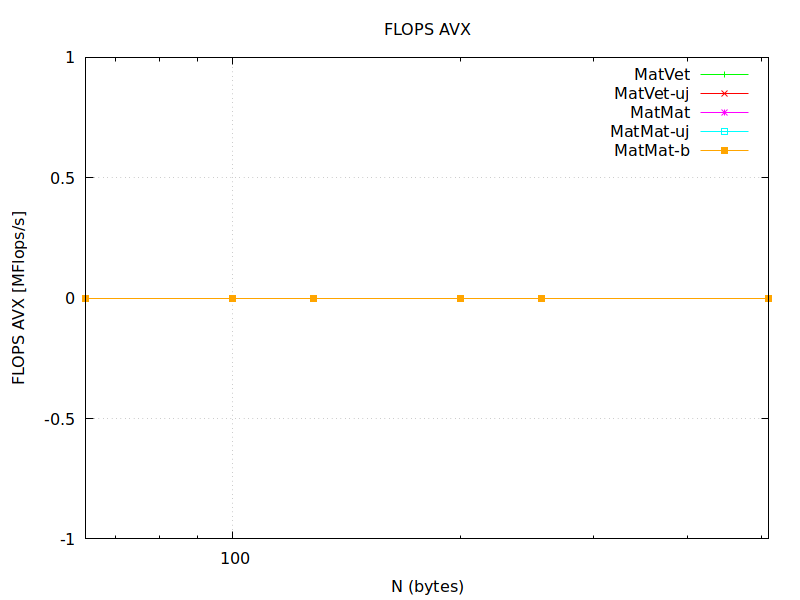 FLOPS AVX
1
0.5
0
-0.5
-1
FLOPS AVX [MFlops/s]
MatVet
MatVet-uj
MatMat
MatMat-uj
MatMat-b
100
N (bytes)